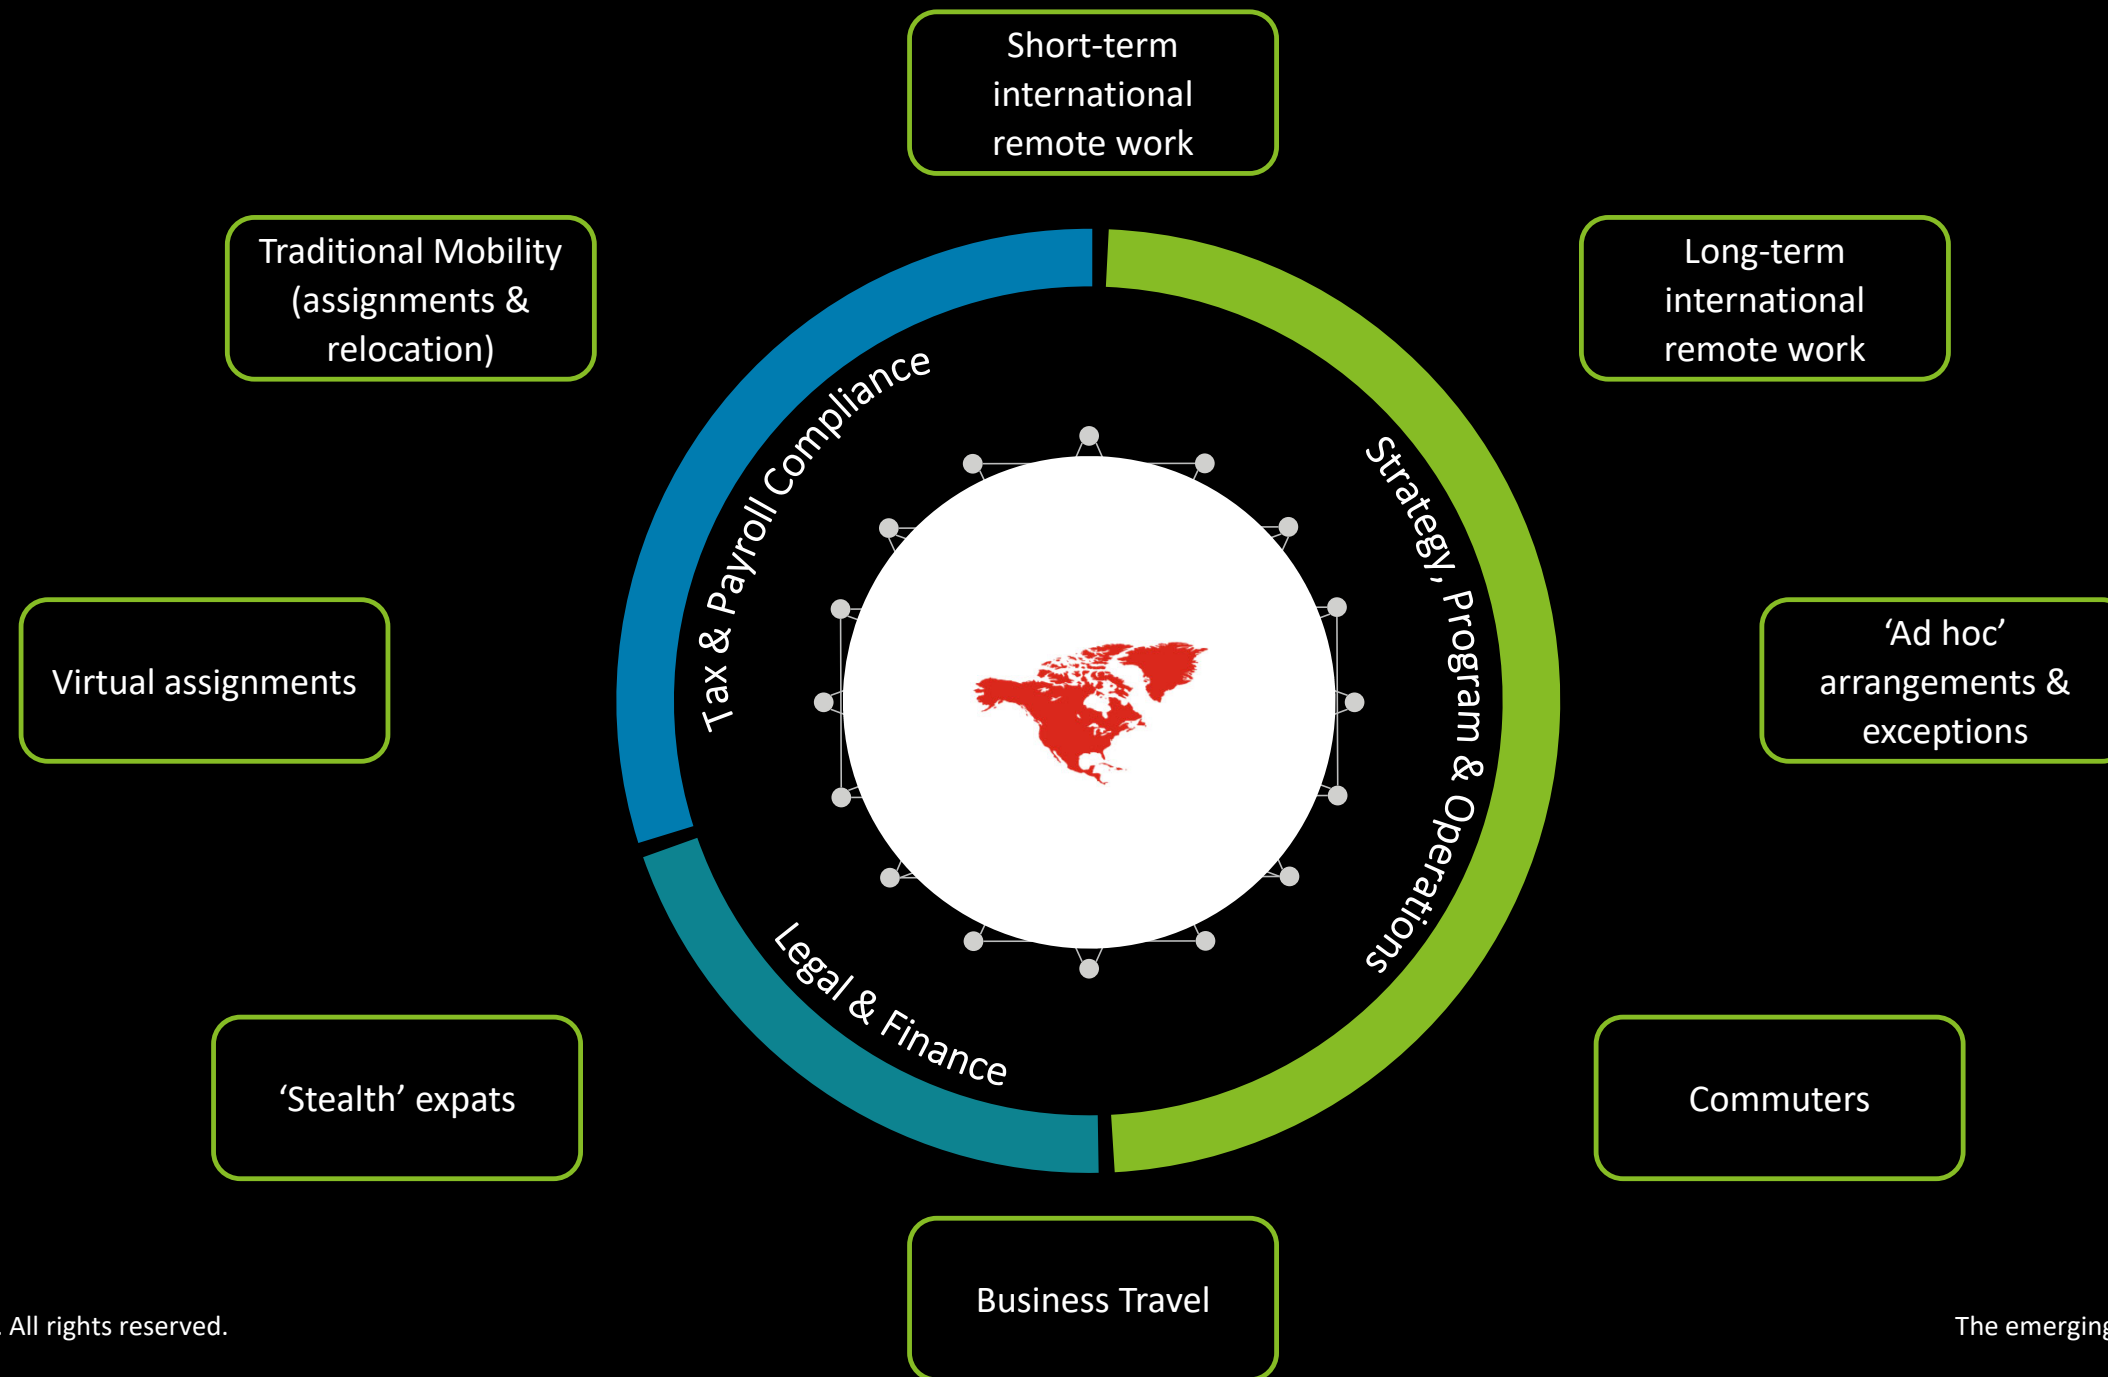 Short-term
international
remote work
Traditional Mobility
(assignments &
relocation)
Long-term
international
remote work
Tax & Payroll Compliance
Strategy, Program & Operations
Virtual assignments
‘Ad hoc’
arrangements &
exceptions
Legal & Finance
‘Stealth’ expats
Commuters
Business Travel
. All rights reserved.
The emerging